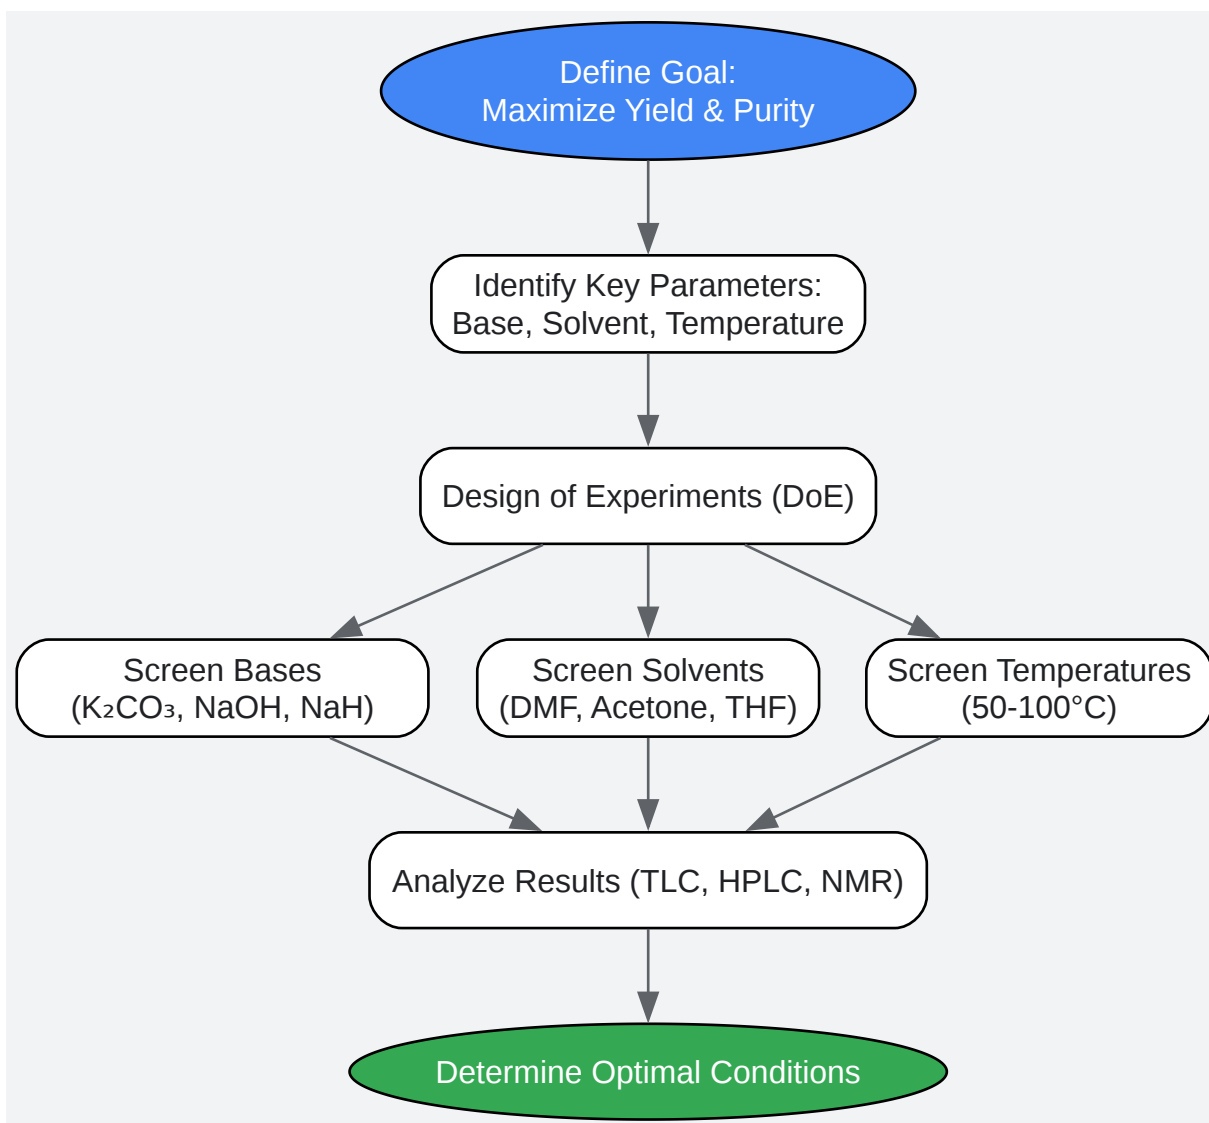 Define Goal:
Maximize Yield & Purity
Identify Key Parameters:
Base, Solvent, Temperature
Design of Experiments (DoE)
Screen Bases
(K₂CO₃, NaOH, NaH)
Screen Solvents
(DMF, Acetone, THF)
Screen Temperatures
(50-100°C)
Analyze Results (TLC, HPLC, NMR)
Determine Optimal Conditions